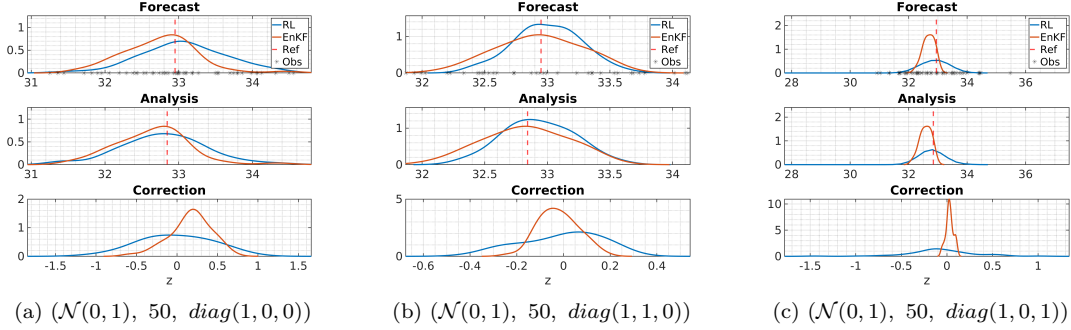 Forecast
1
0.5
0
RL
EnKF
Ref
Obs
31 32 33 34
Analysis
1
0.5
0
31 32 33 34
Correction
2
1
0
-1.5 -1 -0.5 0 0.5 1 1.5
z
(a) (𝒩(0, 1), 50, diag(1, 0, 0))
Forecast
1
0
RL
EnKF
Ref
Obs
32 32.5 33 33.5 34
Analysis
1
0
32 32.5 33 33.5 34
Correction
5
0
-0.6 -0.4 -0.2 0 0.2 0.4
z
(b) (𝒩(0, 1), 50, diag(1, 1, 0))
Forecast
2
1
0
RL
EnKF
Ref
Obs
28 30 32 34 36
Analysis
2
1
0
28 30 32 34 36
Correction
10
5
0
-1 -0.5 0 0.5 1
z
(c) (𝒩(0, 1), 50, diag(1, 0, 1))